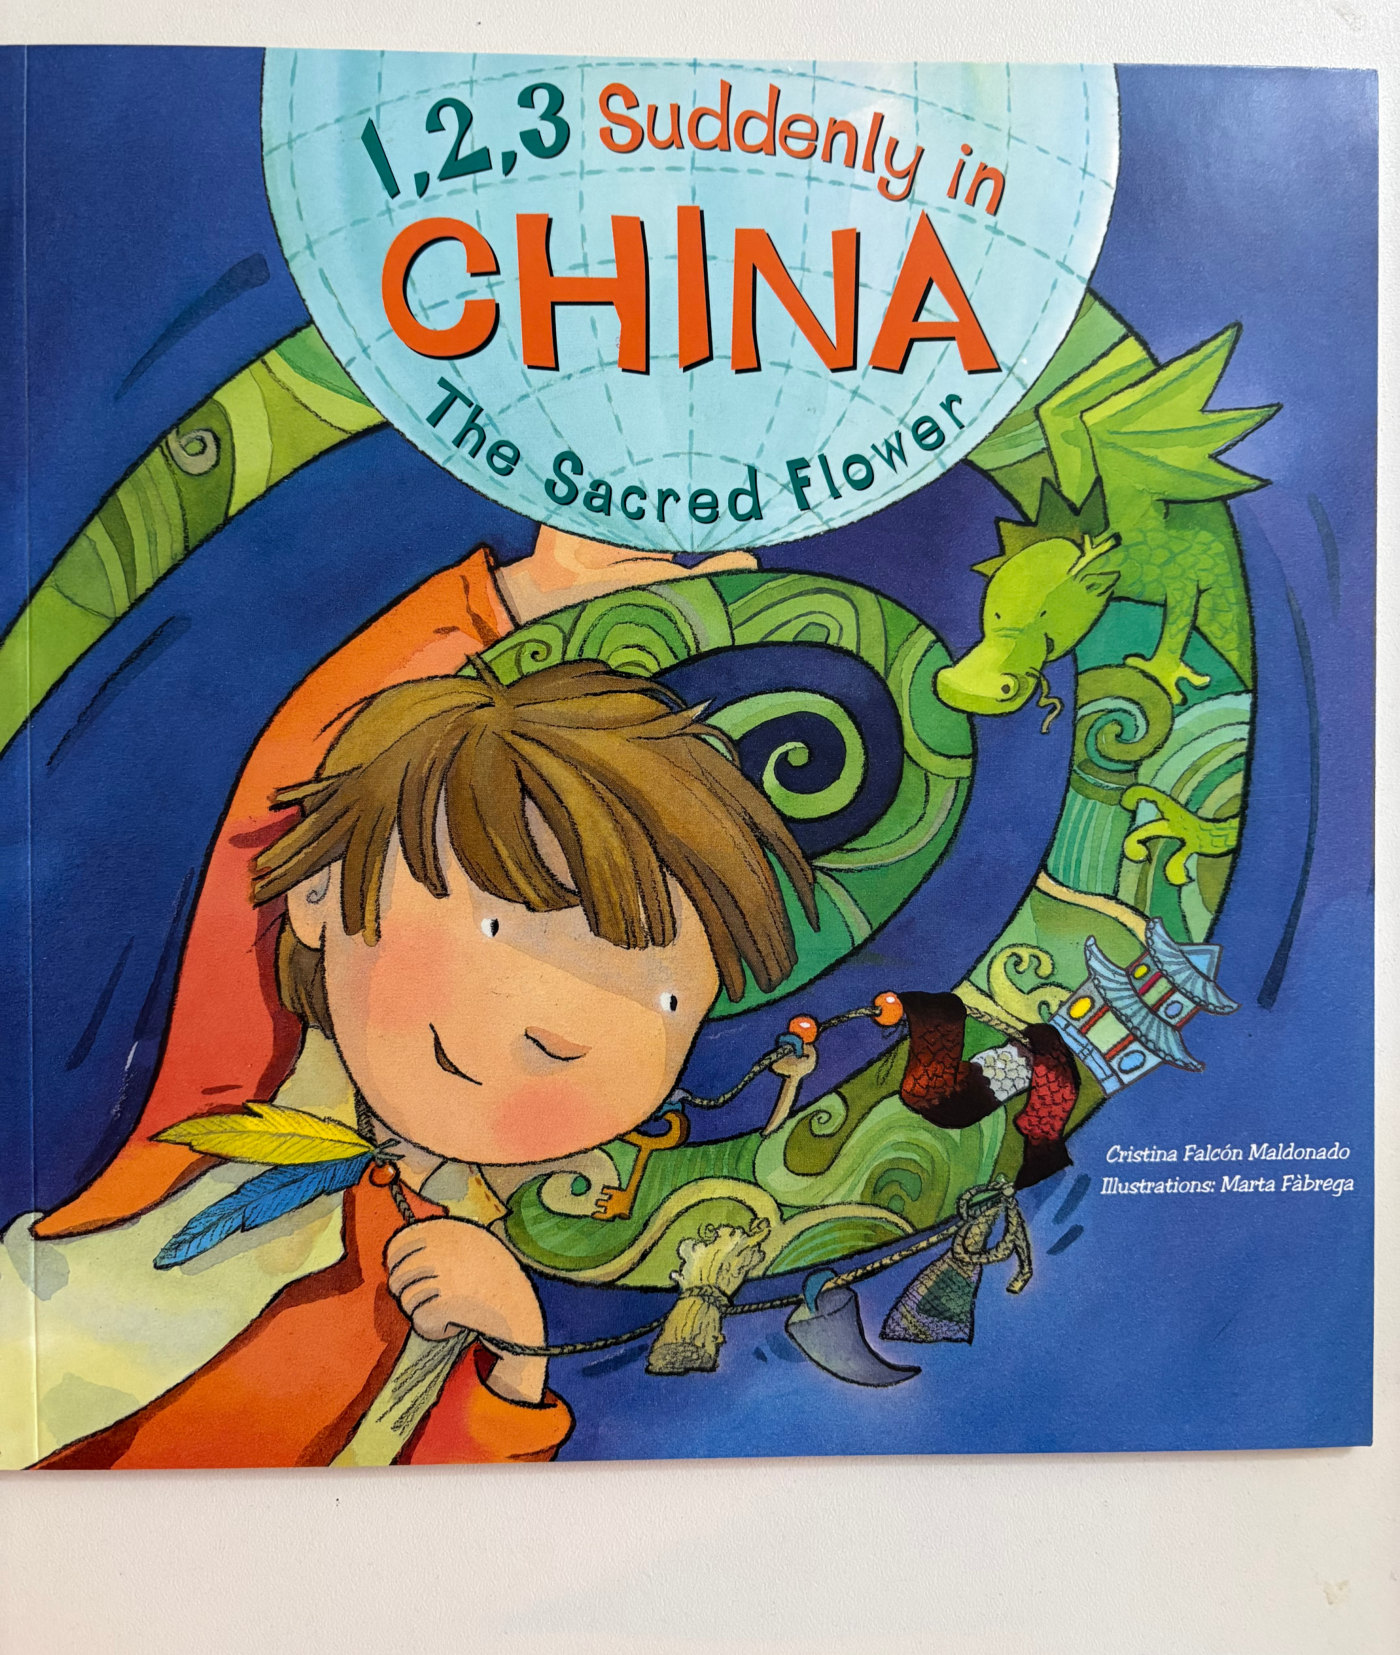 1,2,3 Suddenly in
CHINA
The Sacred Flower
Cristina Falcón Maldonado
Illustrations: Marta Fàbrega